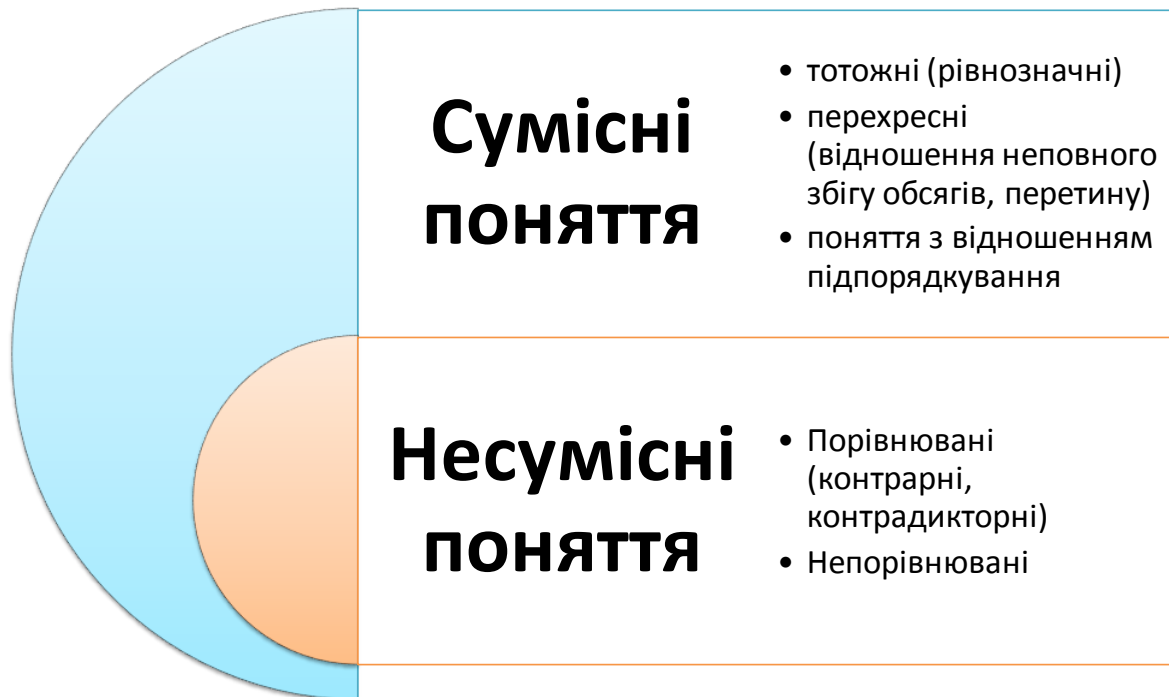 Сумісні
поняття
• тотожні (рівнозначні)
• перехресні
(відношення неповного
збігу обсягів, перетину)
• поняття з відношенням
підпорядкування
Несумісні
поняття
• Порівнювані
(контрарні,
контрадикторні)
• Непорівнювані